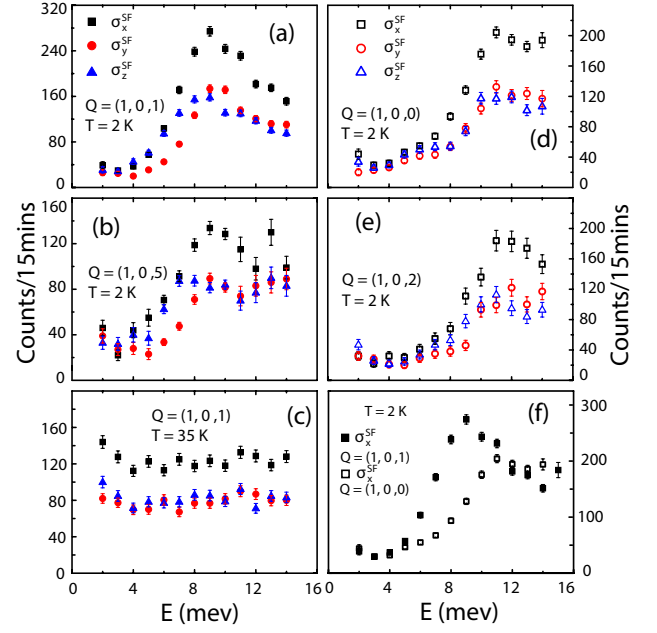 320
240
160
80
0
σxSF
σySF
σzSF
(a)
Q = (1, 0, 1)
T = 2 K
160
120
80
40
0
(b)
Q = (1, 0, 5)
T = 2 K
160
120
80
40
0
Q = (1, 0, 1)
T = 35 K
(c)
0 4 8 12 16
E (mev)
Counts/15mins
σxSF
σySF
σzSF
Q = (1, 0, 0)
T = 2 K
(d)
240
200
160
120
80
40
0
(e)
Q = (1, 0, 2)
T = 2 K
200
160
120
80
40
T = 2 K
(f)
σxSF
Q = (1, 0, 1)
σxSF
Q = (1, 0, 0)
300
200
100
0
0 4 8 12 16
E (mev)
Counts/15mins